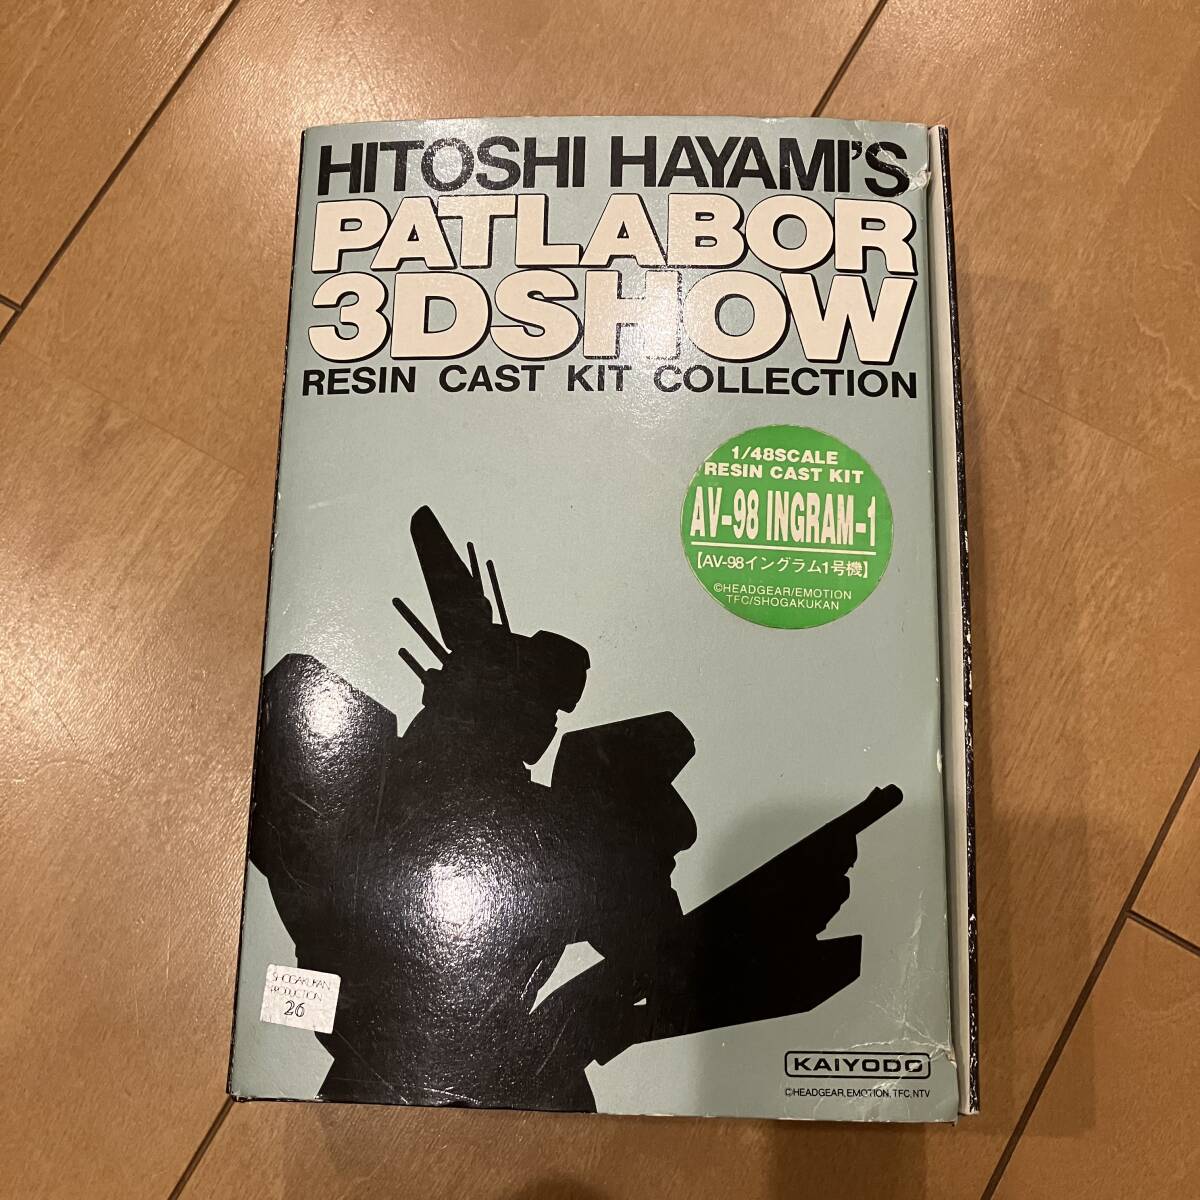 HITOSHI HAYAMI'S
PATLABOR
3DSHOW
RESIN CAST KIT COLLECTION
1/48SCALE
RESIN CAST KIT
AV-98 INGRAM-1
【AV-98イングラム1号機】
©HEADGEAR/EMOTION
TFC/SHOGAKUKAN
SHOGAKUKAN
PRODUCTION
26
KAIYODO
©HEADGEAR, EMOTION, TFC, NTV